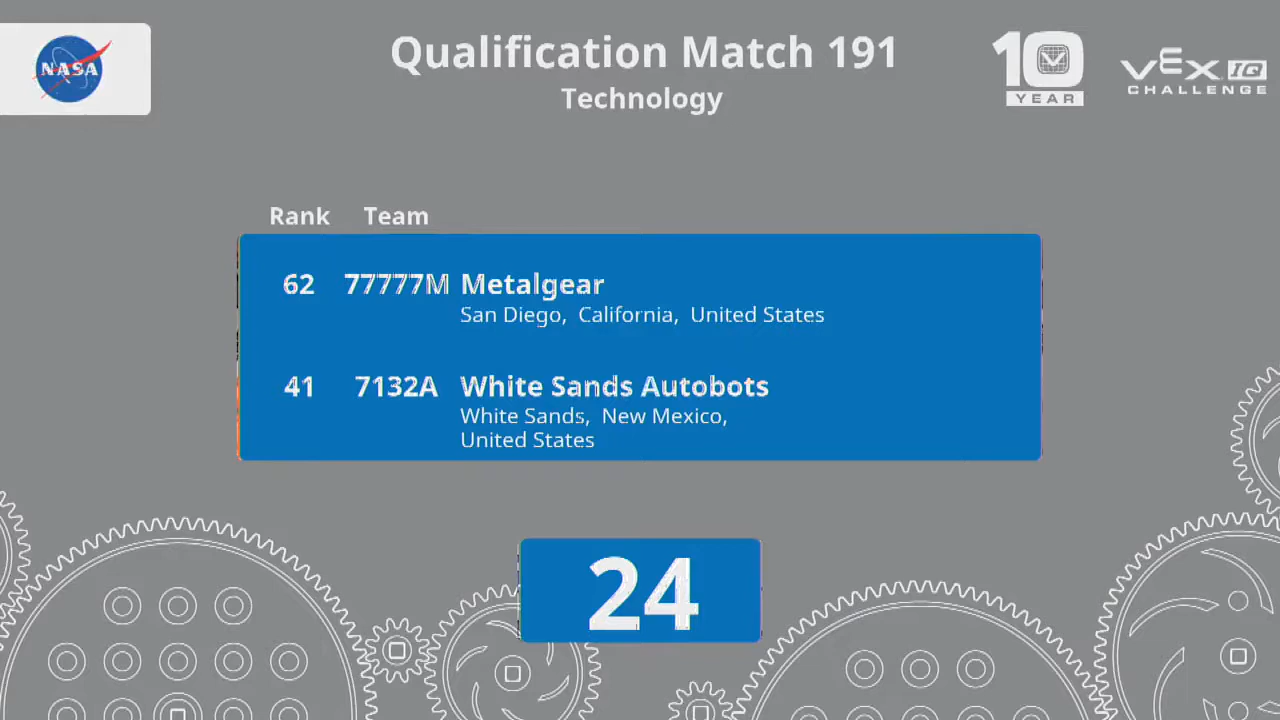 NASA
Qualification Match 191
Technology
10
YEAR
VEX IQ
CHALLENGE
Rank Team
62 77777M Metalgear
San Diego, California, United States
41 7132A White Sands Autobots
White Sands, New Mexico,
United States
24